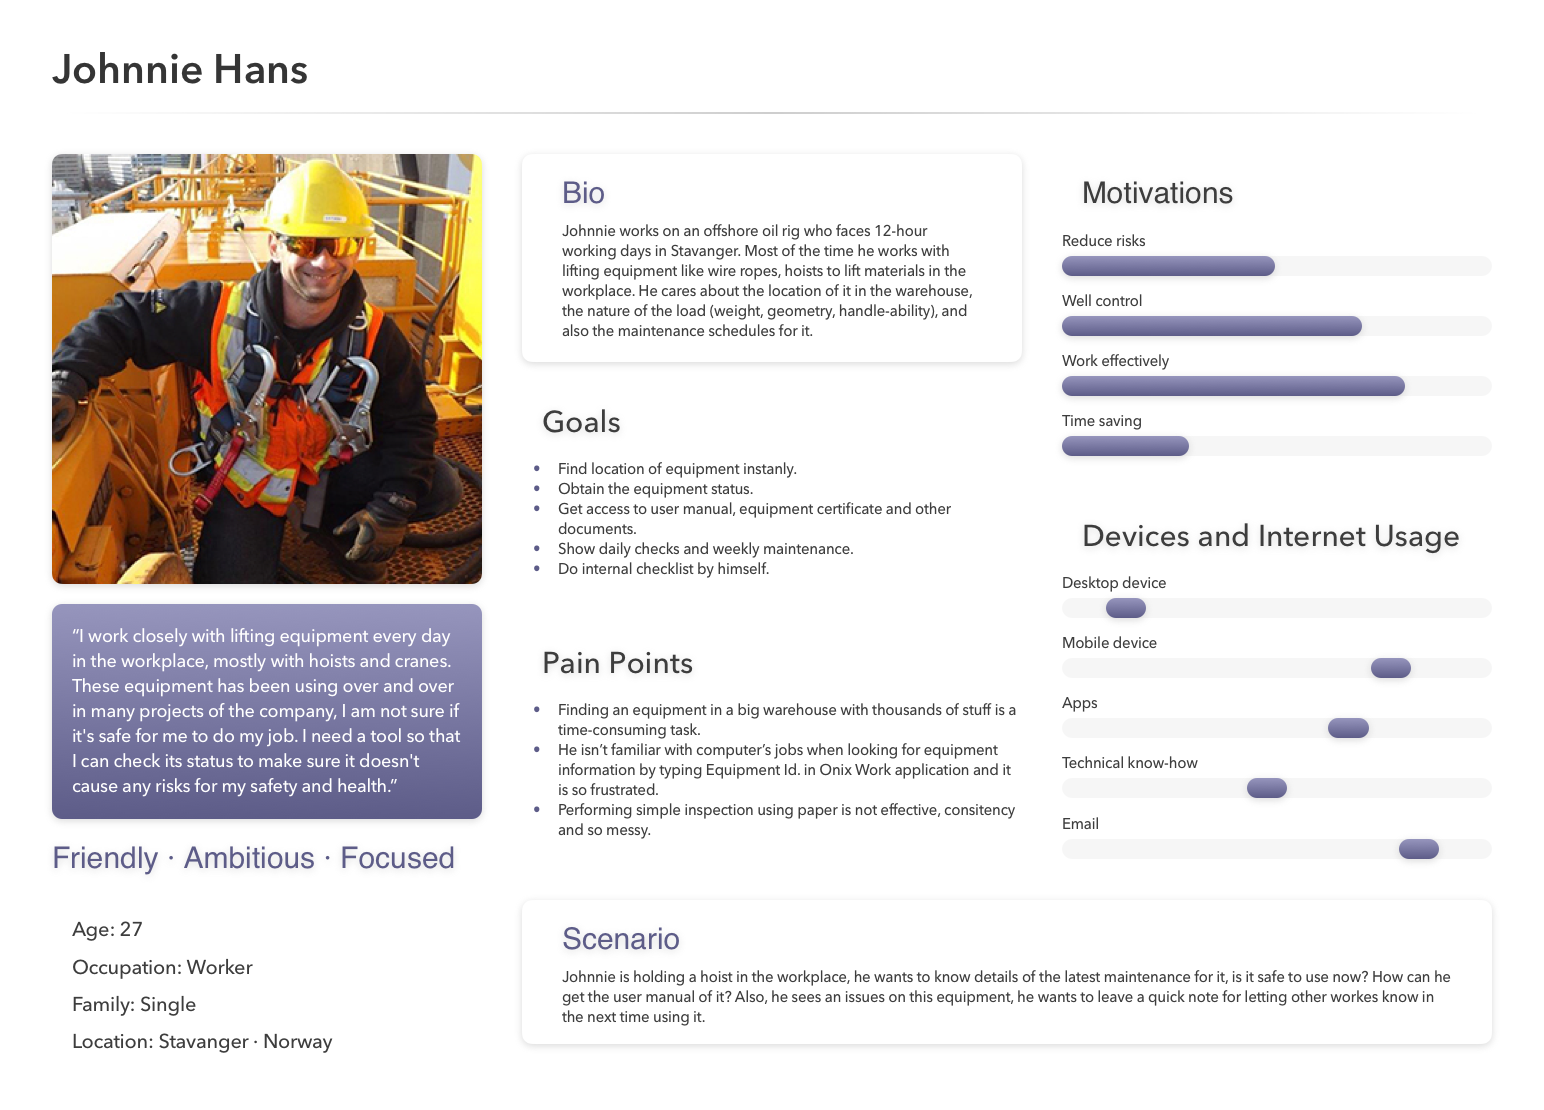 Johnnie Hans
“I work closely with lifting equipment every day
in the workplace, mostly with hoists and cranes.
These equipment has been using over and over
in many projects of the company, I am not sure if
it's safe for me to do my job. I need a tool so that
I can check its status to make sure it doesn't
cause any risks for my safety and health.”
Friendly · Ambitious · Focused
Age: 27
Occupation: Worker
Family: Single
Location: Stavanger · Norway
Bio
Johnnie works on an offshore oil rig who faces 12-hour
working days in Stavanger. Most of the time he works with
lifting equipment like wire ropes, hoists to lift materials in the
workplace. He cares about the location of it in the warehouse,
the nature of the load (weight, geometry, handle-ability), and
also the maintenance schedules for it.
Goals
• Find location of equipment instanly.
• Obtain the equipment status.
• Get access to user manual, equipment certificate and other
documents.
• Show daily checks and weekly maintenance.
• Do internal checklist by himself.
Pain Points
• Finding an equipment in a big warehouse with thousands of stuff is a
time-consuming task.
• He isn’t familiar with computer’s jobs when looking for equipment
information by typing Equipment Id. in Onix Work application and it
is so frustrated.
• Performing simple inspection using paper is not effective, consitency
and so messy.
Motivations
Reduce risks
Well control
Work effectively
Time saving
Devices and Internet Usage
Desktop device
Mobile device
Apps
Technical know-how
Email
Scenario
Johnnie is holding a hoist in the workplace, he wants to know details of the latest maintenance for it, is it safe to use now? How can he
get the user manual of it? Also, he sees an issues on this equipment, he wants to leave a quick note for letting other workes know in
the next time using it.